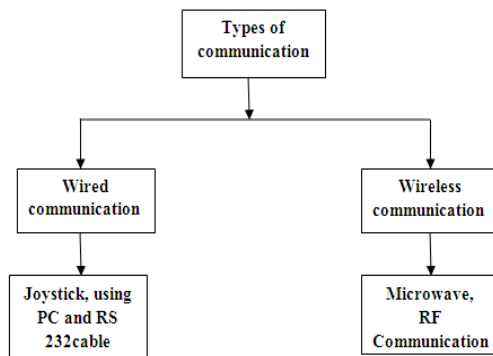 Types of
communication
Wired
communication
Wireless
communication
Joystick, using
PC and RS
232cable
Microwave,
RF
Communication